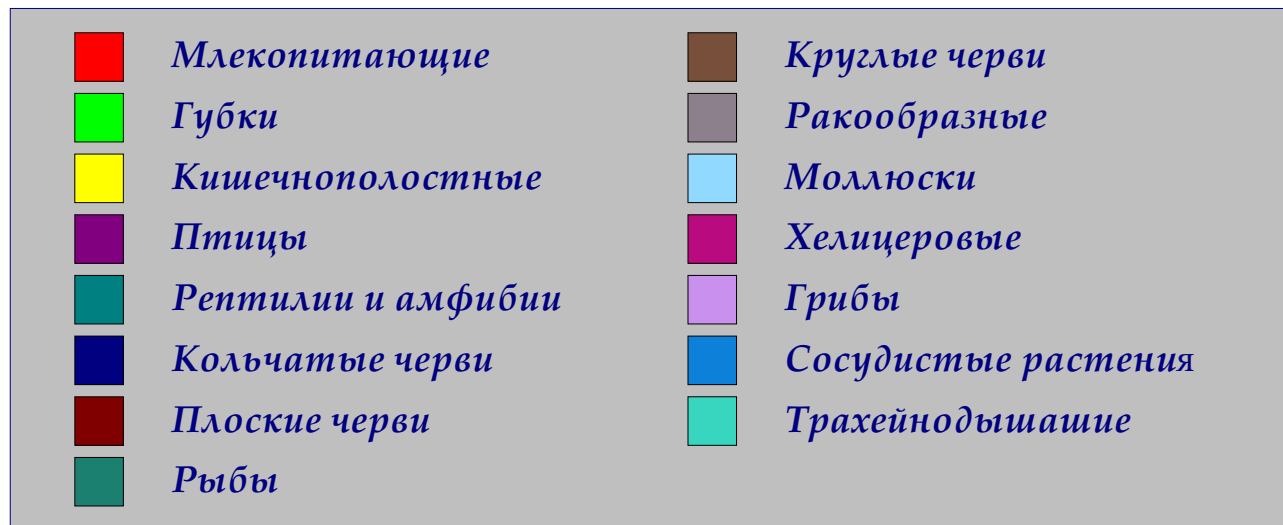 Млекопитающие
Губки
Кишечнополостные
Птицы
Рептилии и амфибии
Кольчатые черви
Плоские черви
Рыбы
Круглые черви
Ракообразные
Моллюски
Хелицеровые
Грибы
Сосудистые растения
Трахейнодышашие